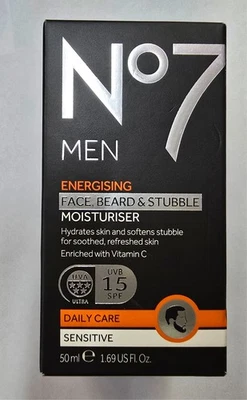 No7
MEN
ENERGISING
FACE, BEARD & STUBBLE
MOISTURISER
Hydrates skin and softens stubble
for soothed, refreshed skin
Enriched with Vitamin C
UVA
ULTRA
UVB
15
SPF
DAILY CARE
SENSITIVE
50ml e 1.69 US Fl. Oz.